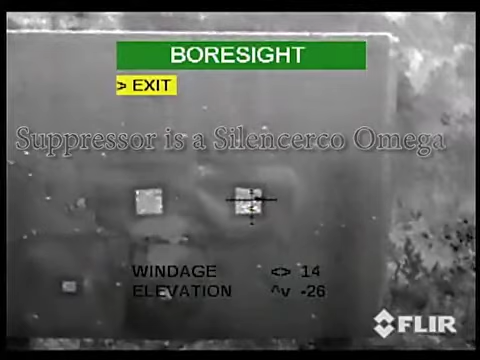 BORESIGHT
> EXIT
Suppressor is a Silencerco Omega
WINDAGE <> 14
ELEVATION ^v -26
FLIR